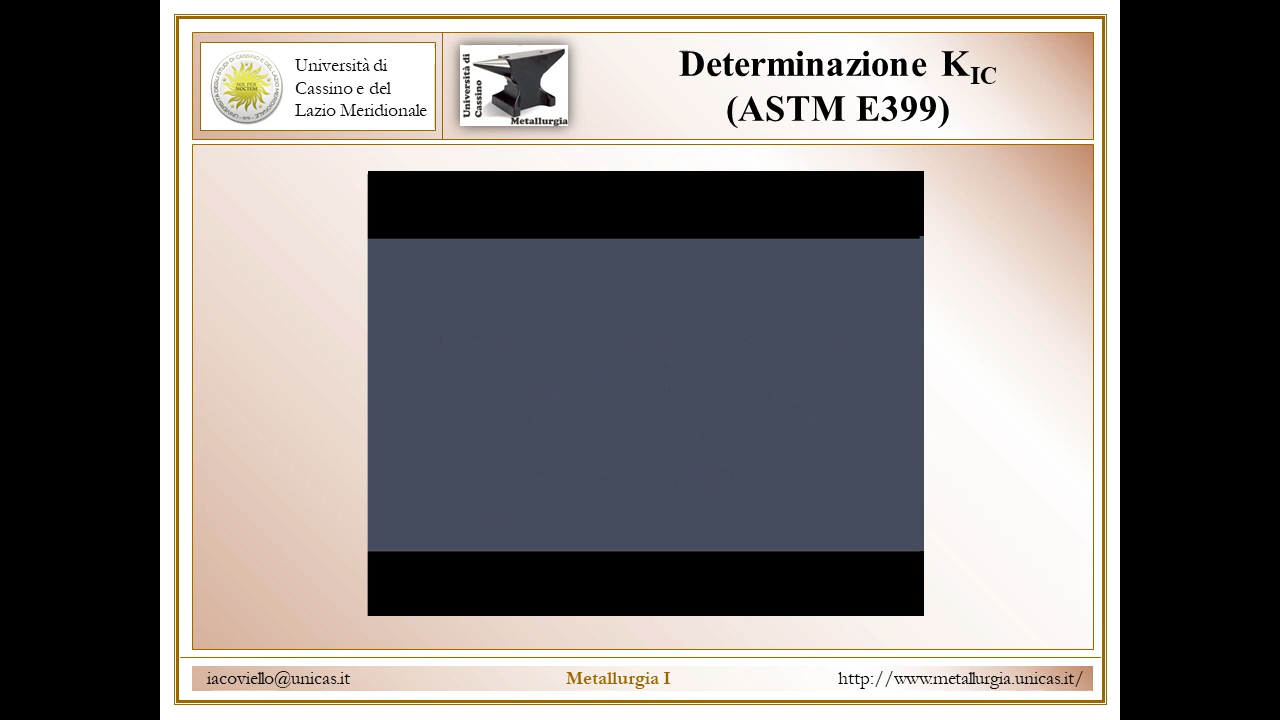 Università di
Cassino e del
Lazio Meridionale
Università di
Cassino
Metallurgia
Determinazione K_IC
(ASTM E399)
iacoviello@unicas.it
Metallurgia I
http://www.metallurgia.unicas.it/